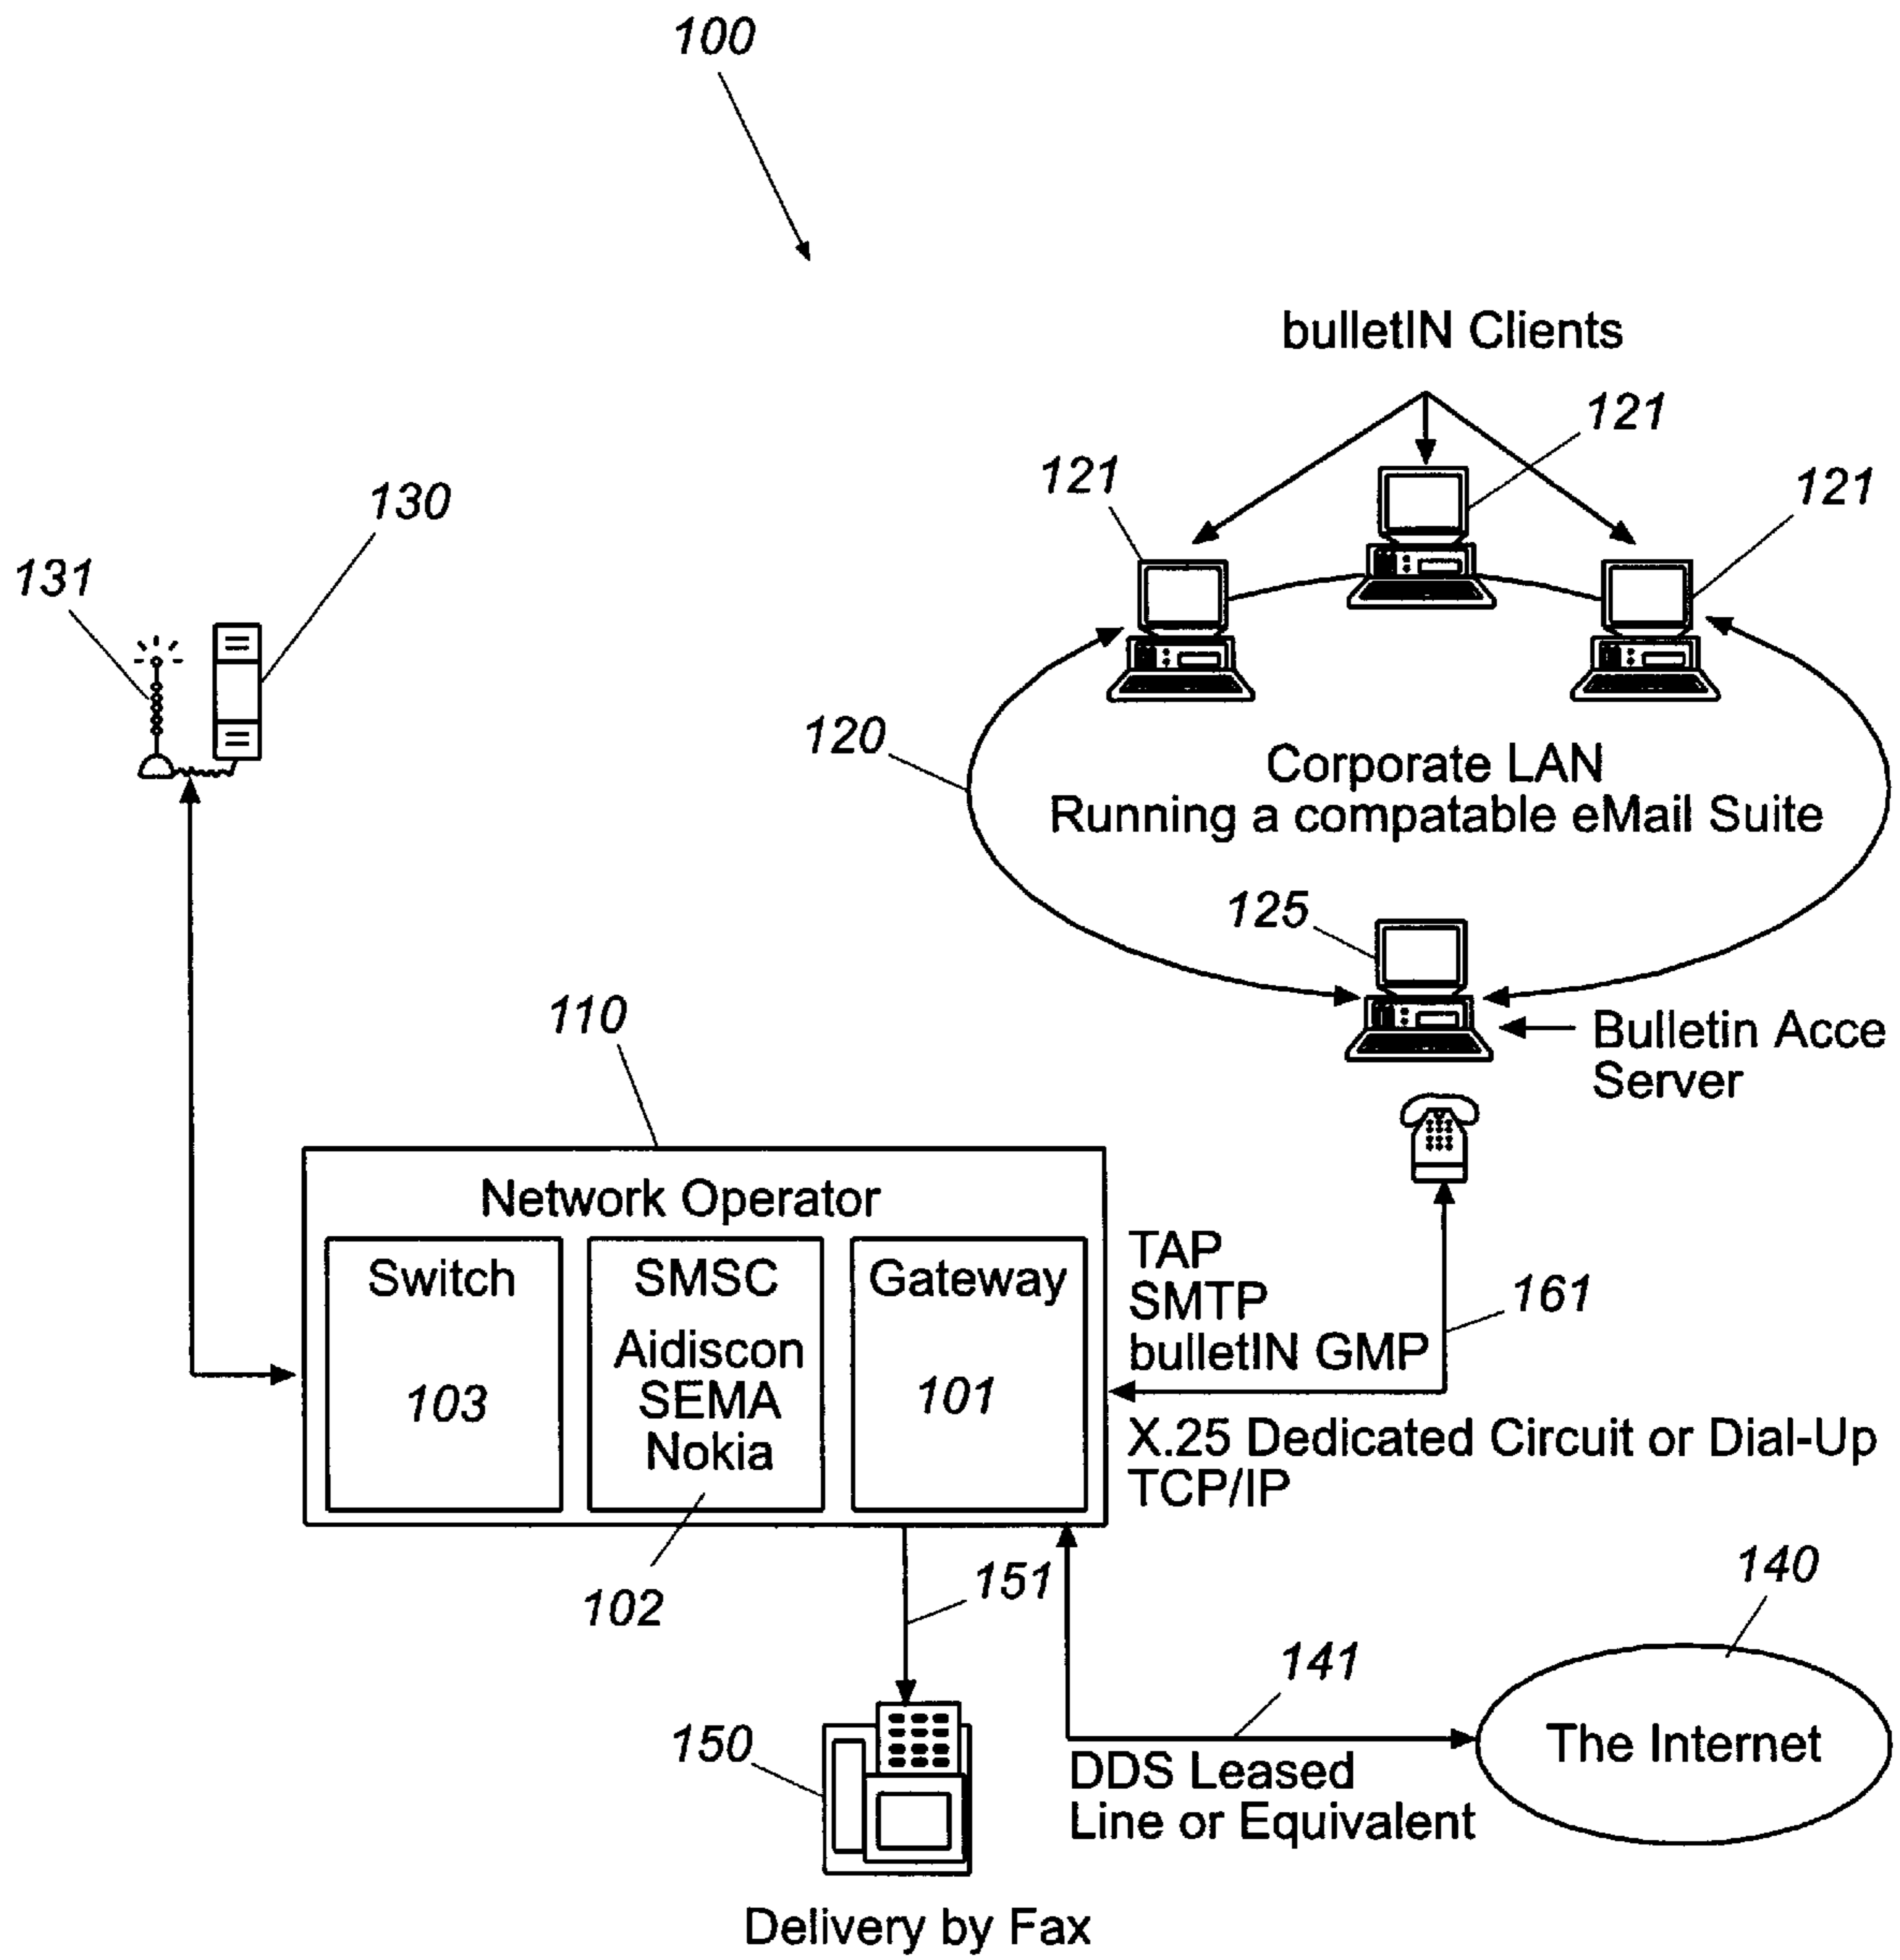 100
bulletIN Clients
121
121
121
130
131
120
Corporate LAN
Running a compatable eMail Suite
125
Bulletin Acce
Server
110
Network Operator
Switch
103
SMSC
Aidiscon
SEMA
Nokia
102
Gateway
101
TAP
SMTP
bulletIN GMP
161
X.25 Dedicated Circuit or Dial-Up
TCP/IP
151
140
141
The Internet
DDS Leased
Line or Equivalent
150
Delivery by Fax